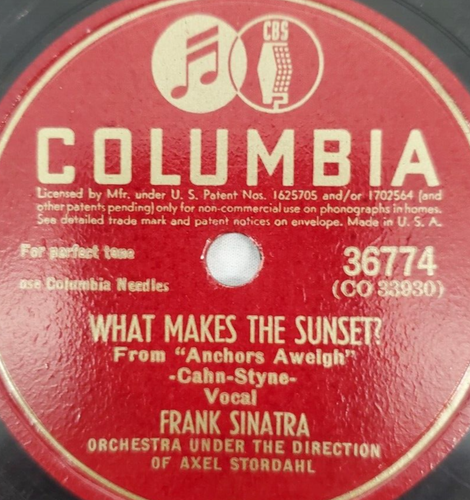 CBS
COLUMBIA
Licensed by Mfr. under U. S. Patent Nos. 1625705 and/or 1702564 (and
other patents pending) only for non-commercial use on phonographs in homes.
See detailed trade mark and patent notices on envelope. Made in U. S. A.
For perfect tone
use Columbia Needles
36774
(CO 33930)
WHAT MAKES THE SUNSET?
From "Anchors Aweigh"
-Cahn-Styne-
Vocal
FRANK SINATRA
ORCHESTRA UNDER THE DIRECTION
OF AXEL STORDAHL